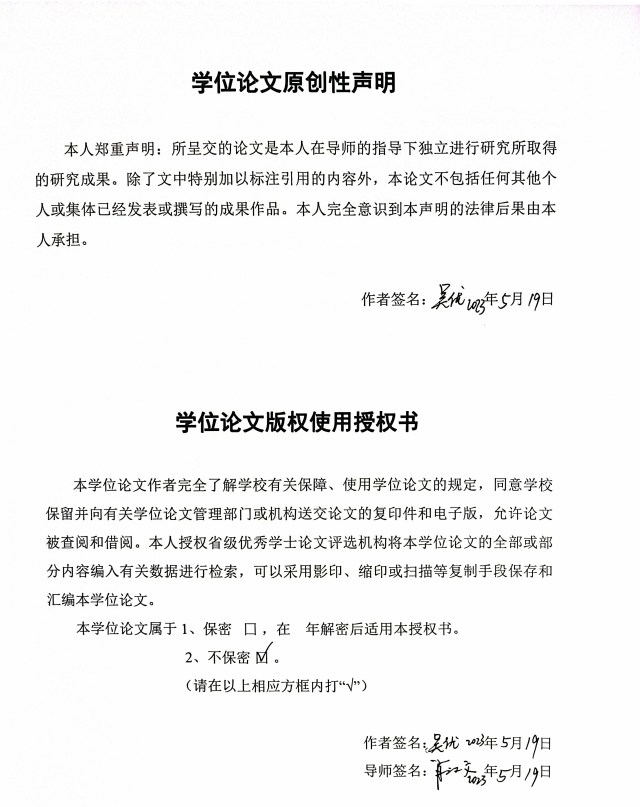 学位论文原创性声明
本人郑重声明：所呈交的论文是本人在导师的指导下独立进行研究所取得
的研究成果。除了文中特别加以标注引用的内容外，本论文不包括任何其他个
人或集体已经发表或撰写的成果作品。本人完全意识到本声明的法律后果由本
人承担。
作者签名：吴优 2023年5月19日
学位论文版权使用授权书
本学位论文作者完全了解学校有关保障、使用学位论文的规定，同意学校
保留并向有关学位论文管理部门或机构送交论文的复印件和电子版，允许论文
被查阅和借阅。本人授权省级优秀学士论文评选机构将本学位论文的全部或部
分内容编入有关数据进行检索，可以采用影印、缩印或扫描等复制手段保存和
汇编本学位论文。
本学位论文属于 1、保密 口，在 年解密后适用本授权书。
2、不保密 ☑。
（请在以上相应方框内打“√”）
作者签名：吴优 2023年5月19日
导师签名： 2023年5月19日